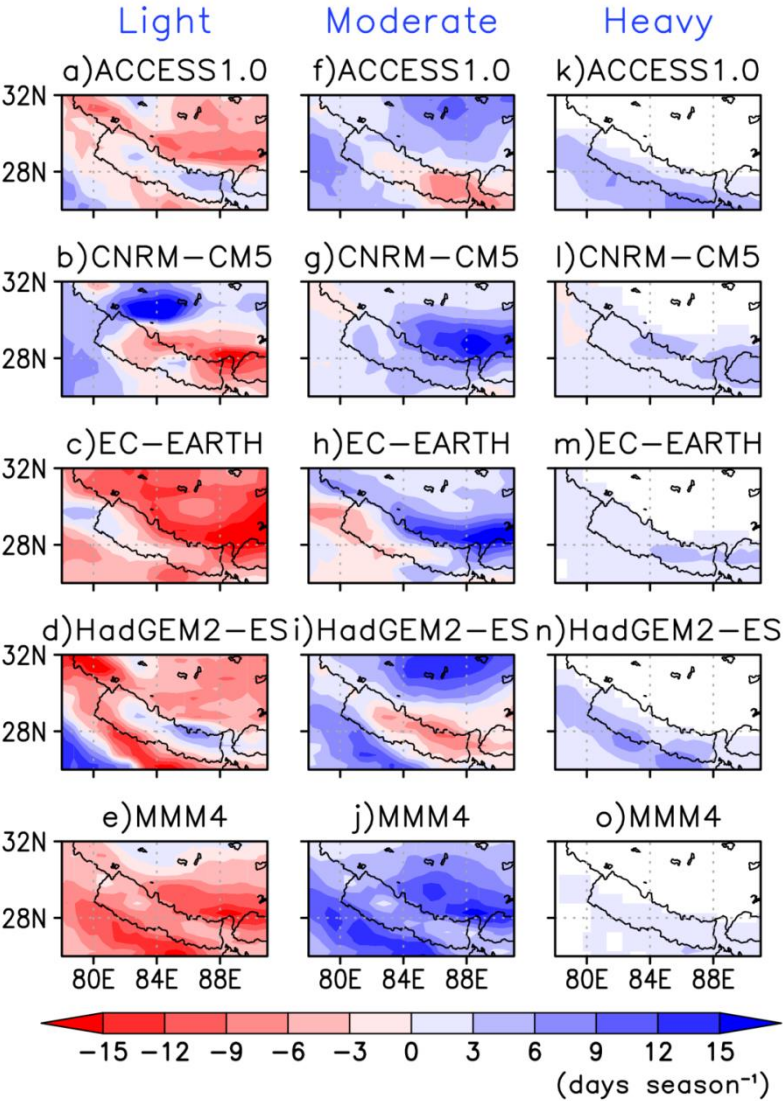 Light Moderate Heavy
a)ACCESS1.0 f)ACCESS1.0 k)ACCESS1.0
32N
28N
b)CNRM−CM5 g)CNRM−CM5 l)CNRM−CM5
32N
28N
c)EC−EARTH h)EC−EARTH m)EC−EARTH
32N
28N
d)HadGEM2−ES i)HadGEM2−ES n)HadGEM2−ES
32N
28N
e)MMM4 j)MMM4 o)MMM4
32N
28N
80E 84E 88E 80E 84E 88E 80E 84E 88E
−15 −12 −9 −6 −3 0 3 6 9 12 15
(days season⁻¹)